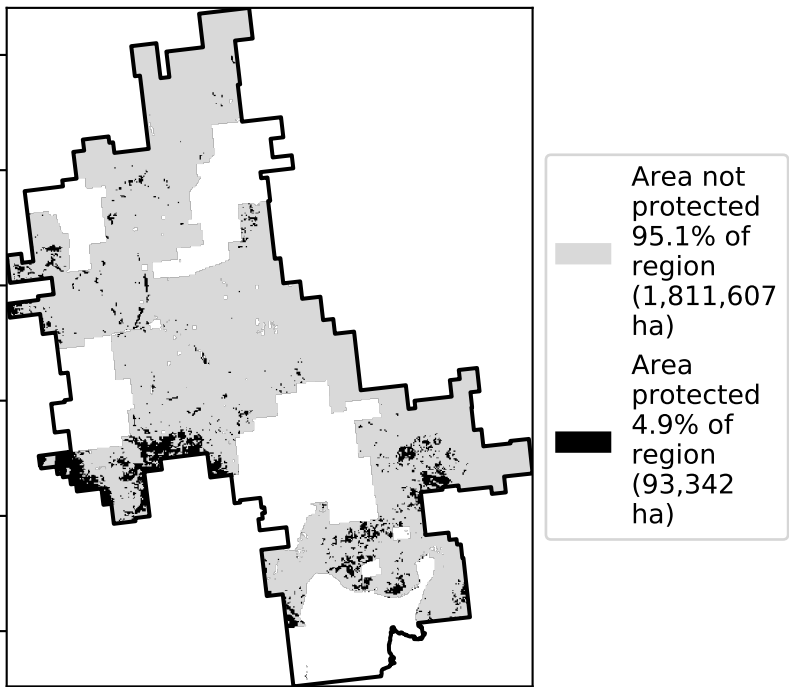 Area not
protected
95.1% of
region
(1,811,607
ha)
Area
protected
4.9% of
region
(93,342
ha)